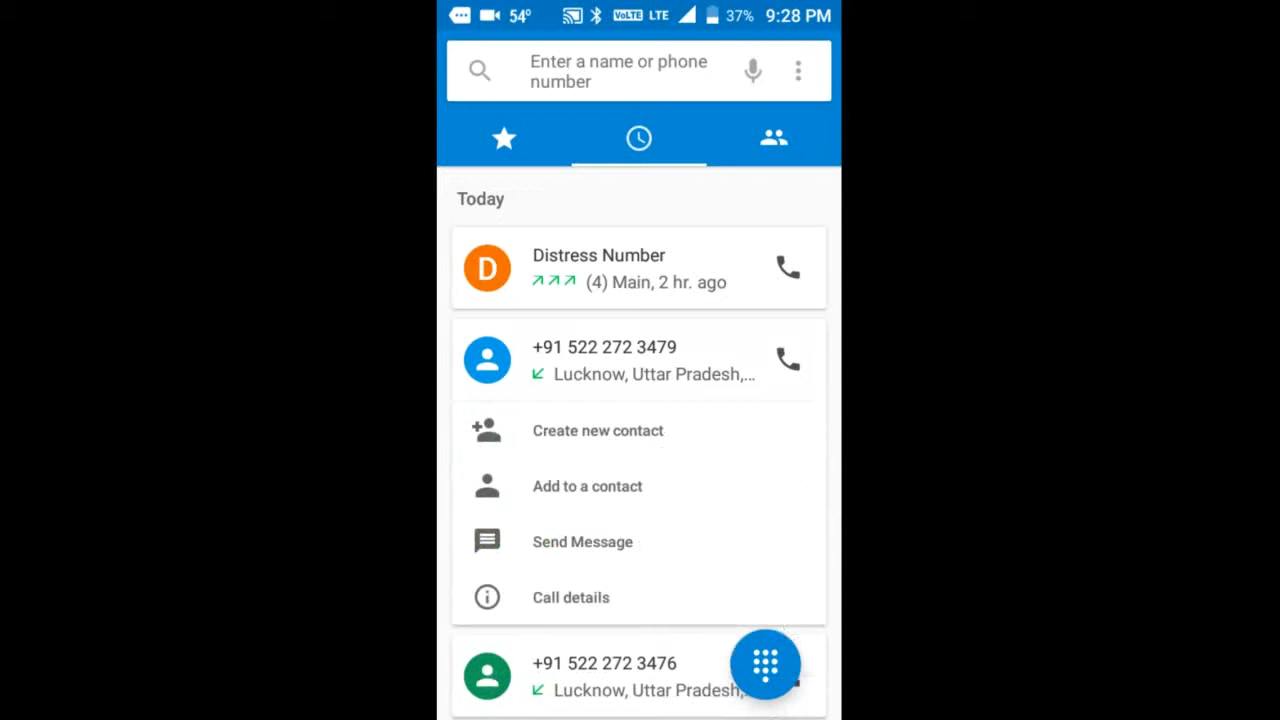 54° VoLTE LTE 37% 9:28 PM
Enter a name or phone
number
Today
D
Distress Number
(4) Main, 2 hr. ago
+91 522 272 3479
Lucknow, Uttar Pradesh,...
Create new contact
Add to a contact
Send Message
Call details
+91 522 272 3476
Lucknow, Uttar Pradesh,